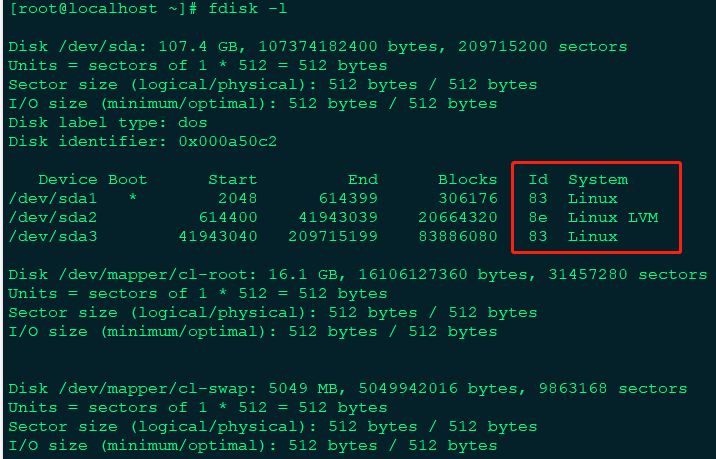 [root@localhost ~]# fdisk -l
Disk /dev/sda: 107.4 GB, 107374182400 bytes, 209715200 sectors
Units = sectors of 1 * 512 = 512 bytes
Sector size (logical/physical): 512 bytes / 512 bytes
I/O size (minimum/optimal): 512 bytes / 512 bytes
Disk label type: dos
Disk identifier: 0x000a50c2
Device Boot Start End Blocks Id System
/dev/sda1 * 2048 614399 306176 83 Linux
/dev/sda2 614400 41943039 20664320 8e Linux LVM
/dev/sda3 41943040 209715199 83886080 83 Linux
Disk /dev/mapper/cl-root: 16.1 GB, 16106127360 bytes, 31457280 sectors
Units = sectors of 1 * 512 = 512 bytes
Sector size (logical/physical): 512 bytes / 512 bytes
I/O size (minimum/optimal): 512 bytes / 512 bytes
Disk /dev/mapper/cl-swap: 5049 MB, 5049942016 bytes, 9863168 sectors
Units = sectors of 1 * 512 = 512 bytes
Sector size (logical/physical): 512 bytes / 512 bytes
I/O size (minimum/optimal): 512 bytes / 512 bytes